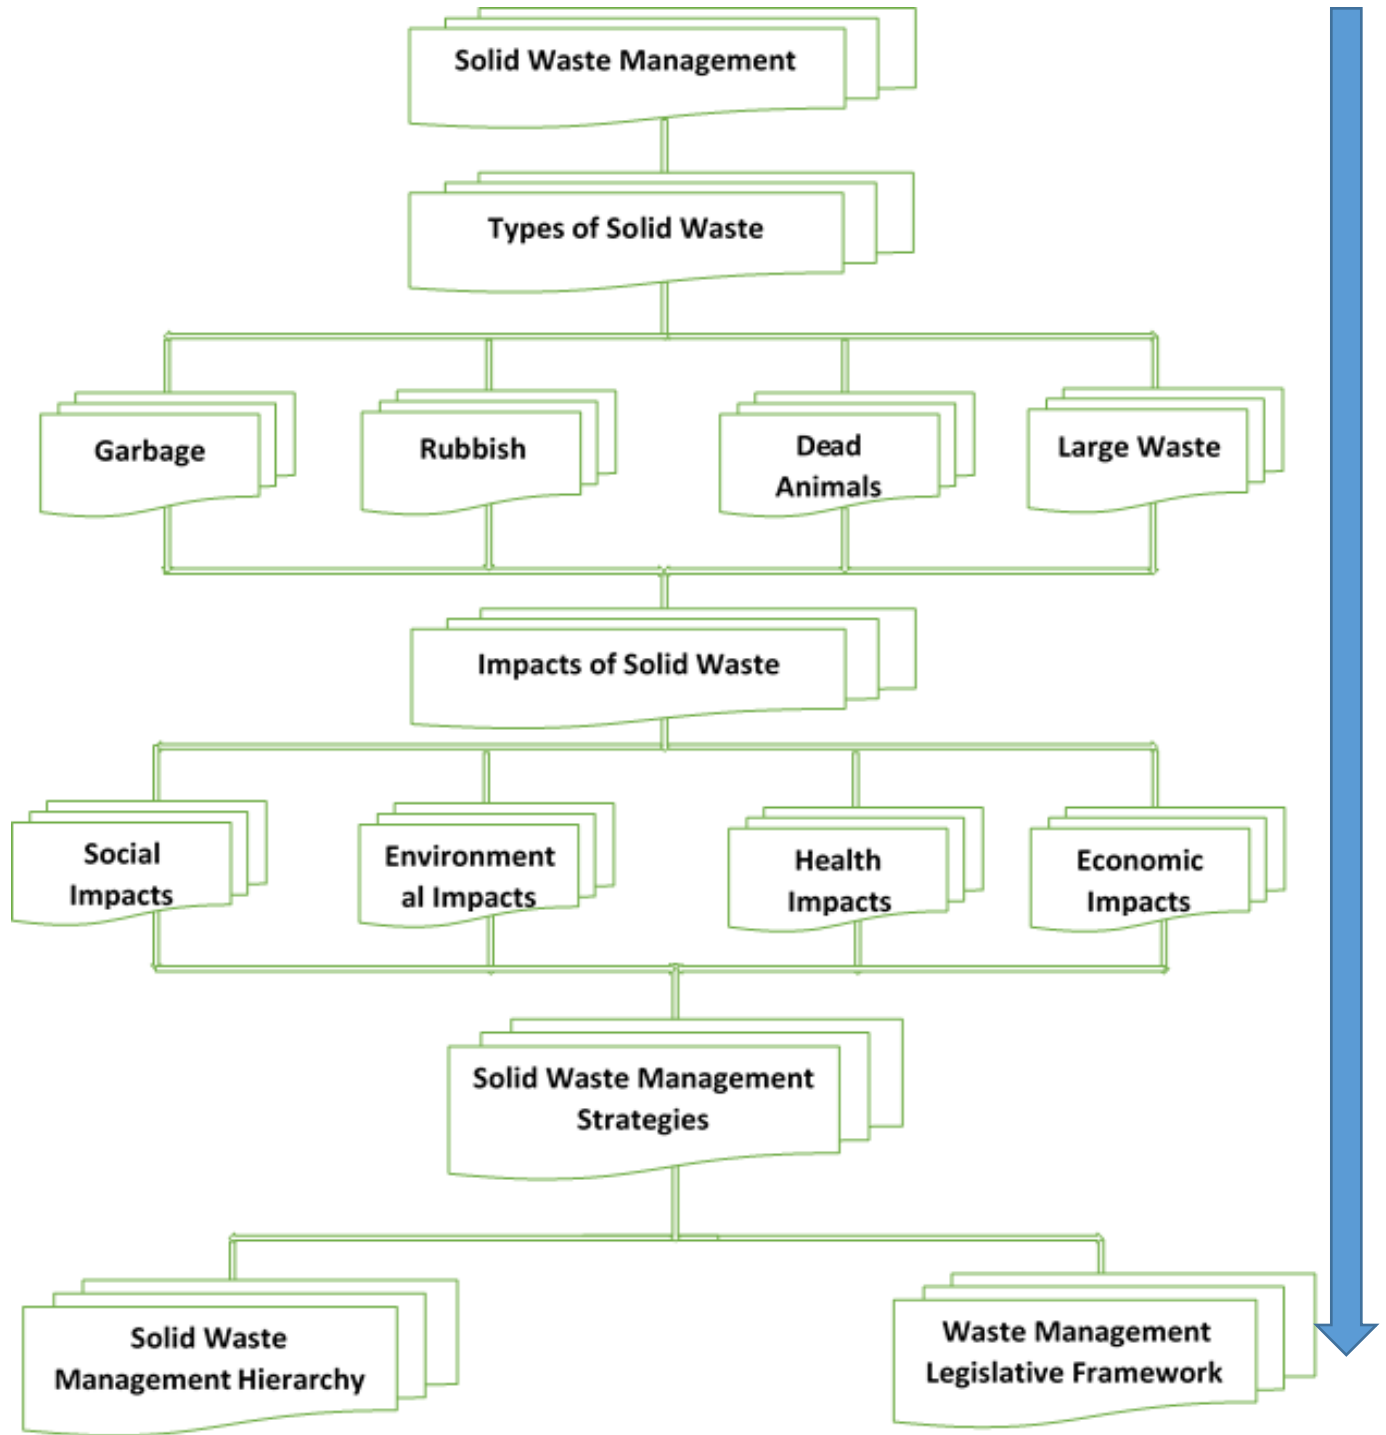 Solid Waste Management
Types of Solid Waste
Garbage
Rubbish
Dead
Animals
Large Waste
Impacts of Solid Waste
Social
Impacts
Environment
al Impacts
Health
Impacts
Economic
Impacts
Solid Waste Management
Strategies
Solid Waste
Management Hierarchy
Waste Management
Legislative Framework